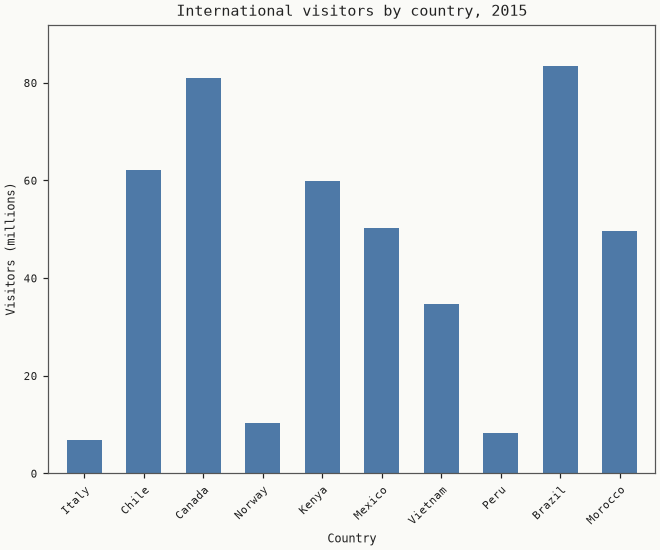 International visitors by country, 2015
Visitors (millions)
80
60
40
20
0
Italy
Chile
Canada
Norway
Kenya
Mexico
Vietnam
Peru
Brazil
Morocco
Country